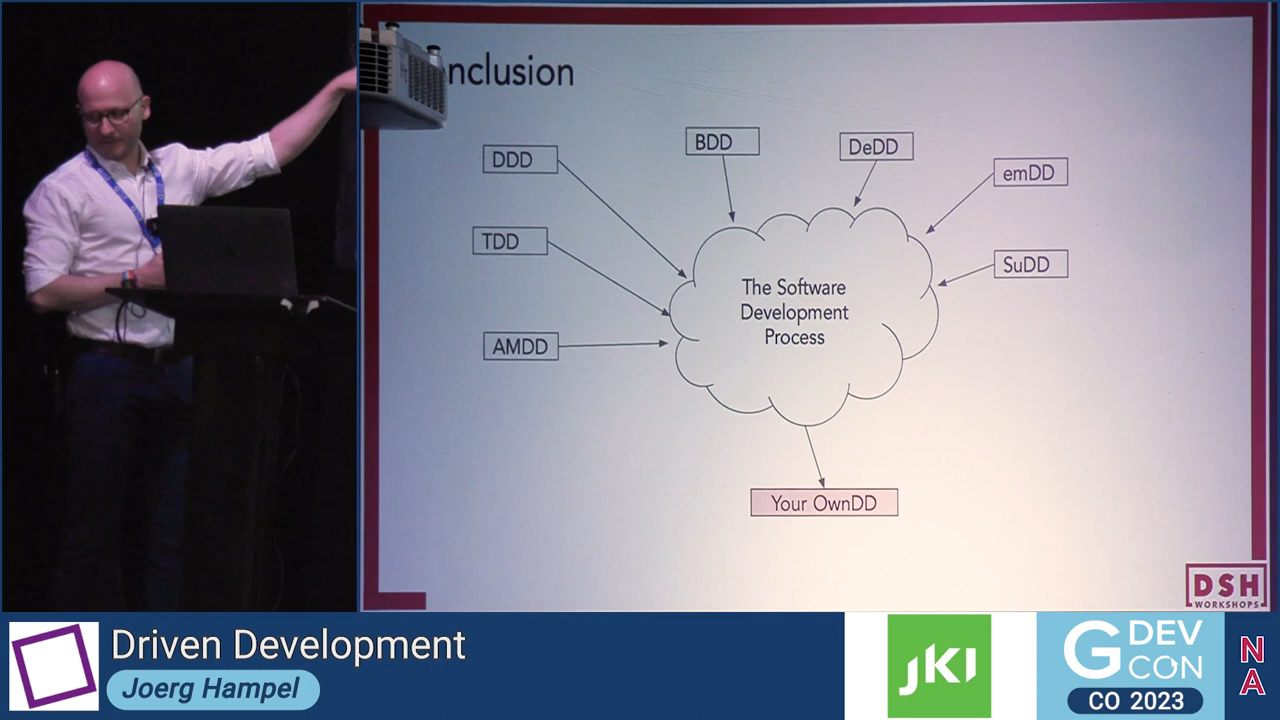 nclusion
DDD
BDD
DeDD
emDD
TDD
SuDD
AMDD
The Software
Development
Process
Your OwnDD
DSH
WORKSHOPS
Driven Development
Joerg Hampel
JKI
G DEV
CON
CO 2023
NA